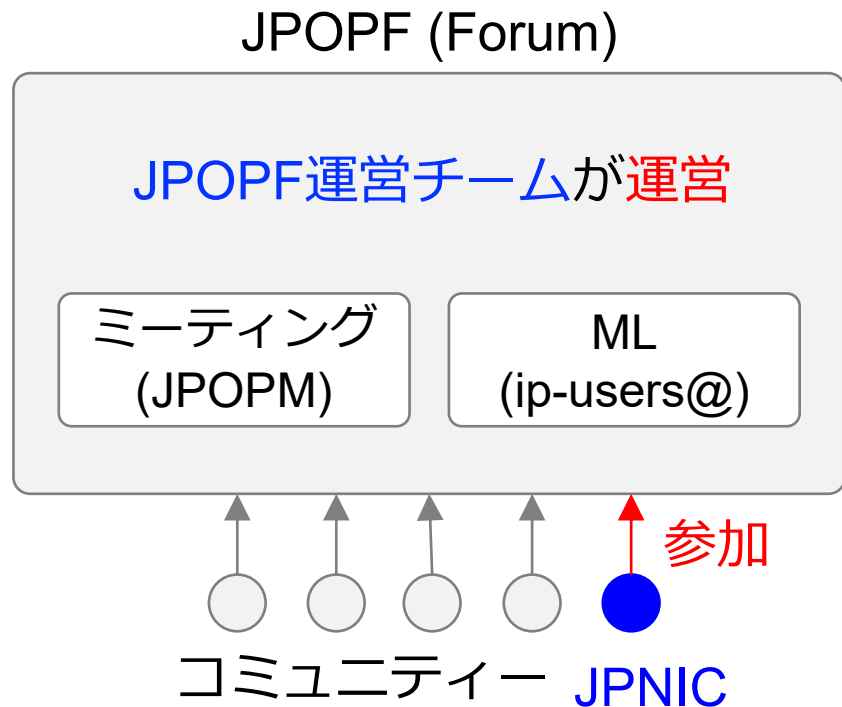 JPOPF (Forum)
JPOPF運営チームが運営
ミーティング
(JPOPM)
ML
(ip-users@)
参加
コミュニティー
JPNIC